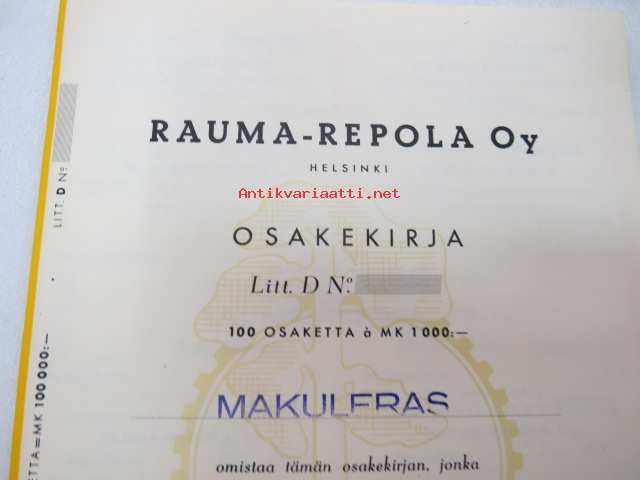 RAUMA-REPOLA Oy
HELSINKI
Antikvariaatti.net
OSAKEKIRJA
Litt. D Nº
100 OSAKETTA à MK 1000:—
MAKULERAS
omistaa tämän osakekirjan, jonka
LITT. D Nº
ETTA=MK 100 000:—